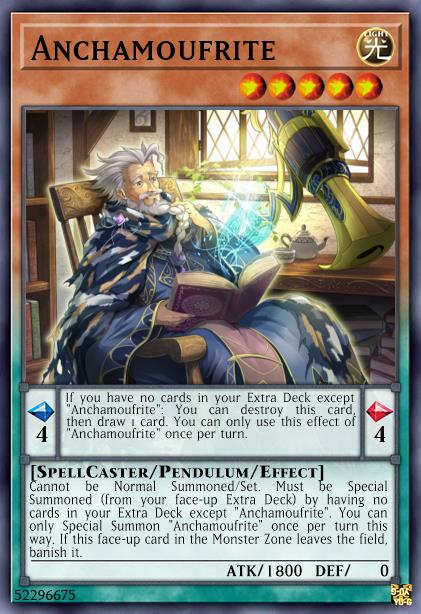 ANCHAMOUFRITE
LIGHT
光
If you have no cards in your Extra Deck except
"Anchamoufrite": You can destroy this card,
then draw 1 card. You can only use this effect of
"Anchamoufrite" once per turn.
4
4
[SPELLCASTER/PENDULUM/EFFECT]
Cannot be Normal Summoned/Set. Must be Special
Summoned (from your face-up Extra Deck) by having no
cards in your Extra Deck except "Anchamoufrite". You can
only Special Summon "Anchamoufrite" once per turn this
way. If this face-up card in the Monster Zone leaves the field,
banish it.
ATK/1800 DEF/ 0
52296675